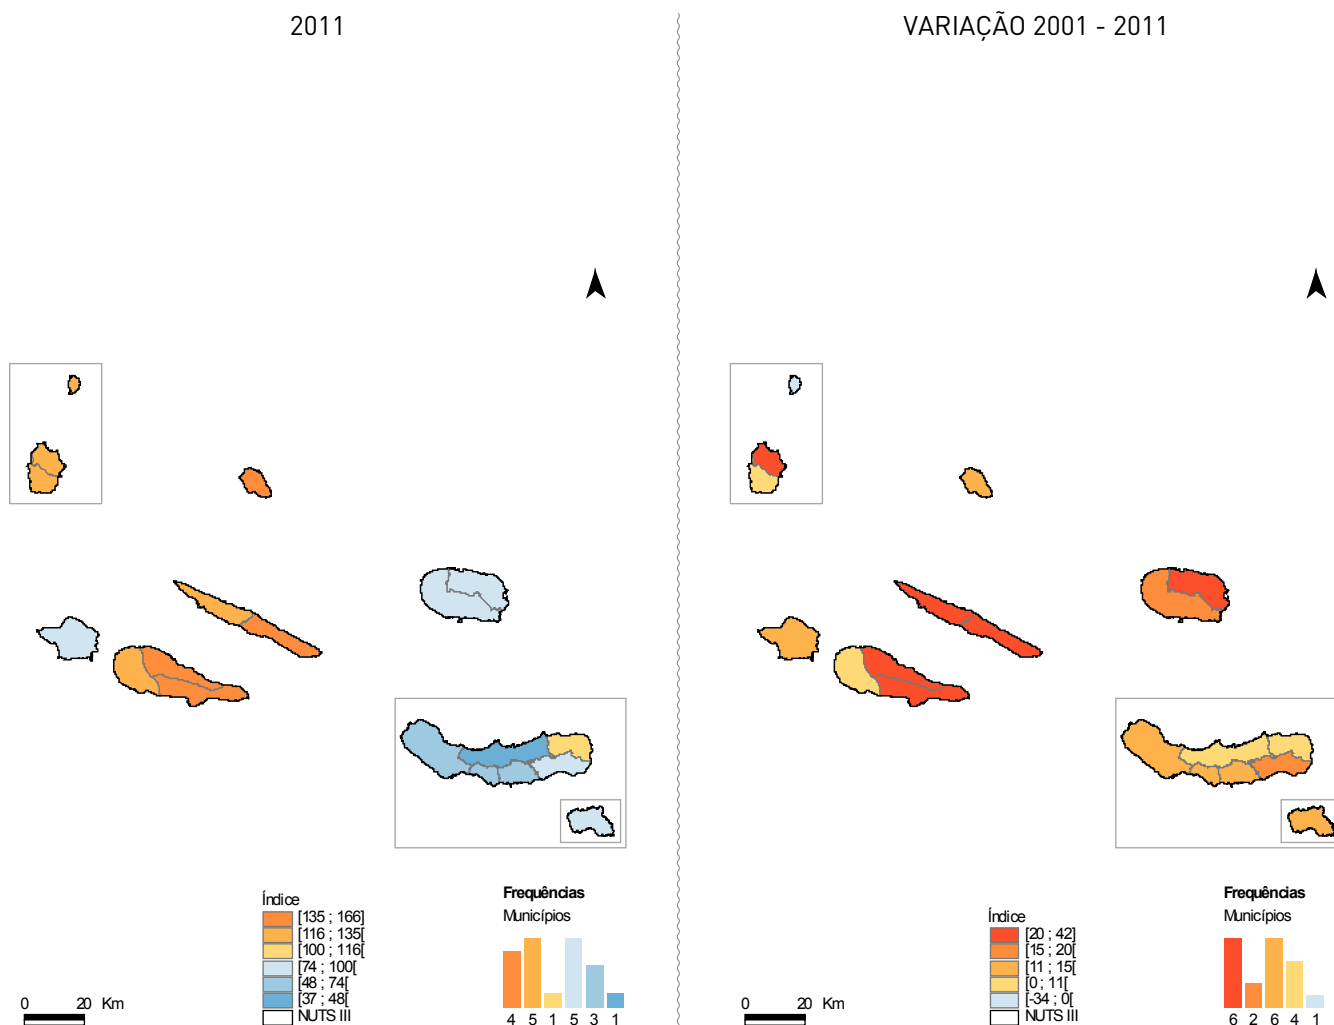 2011
VARIAÇÃO 2001 - 2011
Índice
[135 ; 166]
[116 ; 135[
[100 ; 116[
[74 ; 100[
[48 ; 74[
[37 ; 48[
NUTS III
Frequências
Municípios
4 5 1 5 3 1
0 20 Km
Índice
[20 ; 42]
[15 ; 20[
[11 ; 15[
[0 ; 11[
[-34 ; 0[
NUTS III
Frequências
Municípios
6 2 6 4 1
0 20 Km